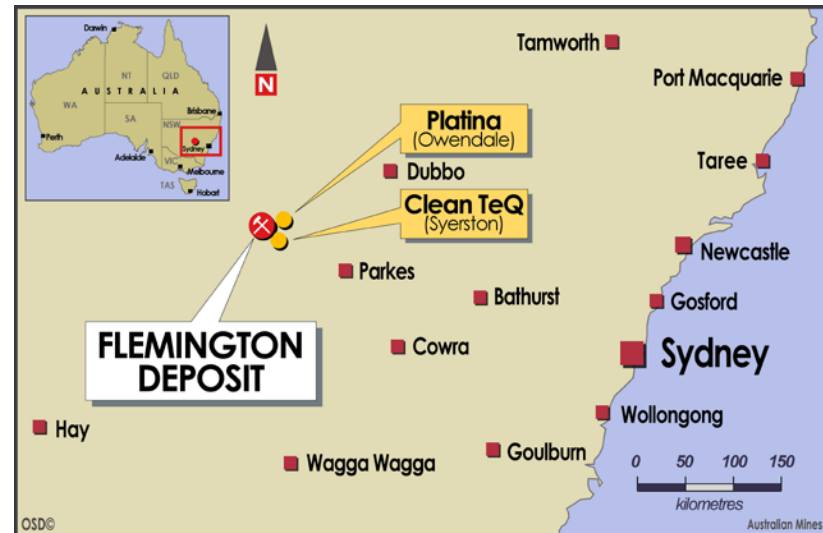 Darwin
NT
QLD
AUSTRALIA
WA
SA
Brisbane
NSW
Perth
Sydney
Adelaide
VIC
Melbourne
TAS
Hobart
N
Tamworth
Port Macquarie
Platina
(Owendale)
Dubbo
Taree
Clean TeQ
(Syerston)
Newcastle
Parkes
Bathurst
Gosford
FLEMINGTON
DEPOSIT
Cowra
Sydney
Wollongong
Hay
Wagga Wagga
Goulburn
0 50 100 150
kilometres
OSD©
Australian Mines